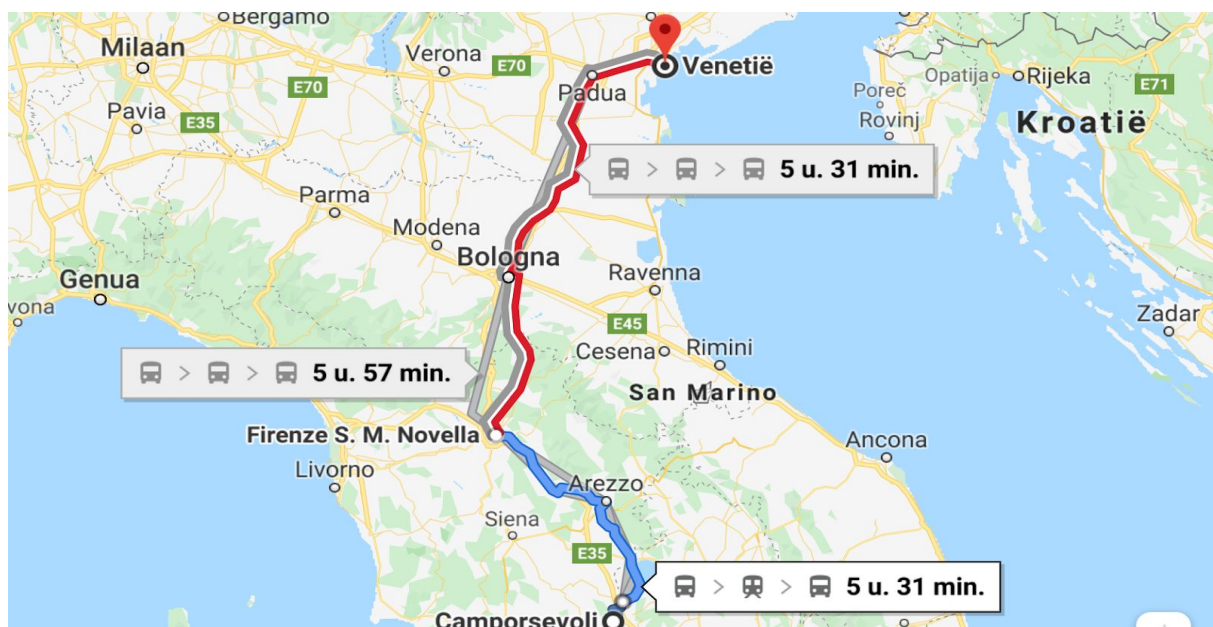 Bergamo
Milaan
Verona
E70
Venetië
Opatija
Rijeka
E71
E70
Padua
Poreč
Pavia
E35
Rovinj
Kroatië
> > 5 u. 31 min.
Parma
Modena
Bologna
Genua
Ravenna
vona
E45
Zadar
Cesena
Rimini
> > 5 u. 57 min.
San Marino
Firenze S. M. Novella
Ancona
Livorno
Arezzo
Siena
E35
> > 5 u. 31 min.
Camporsevoli